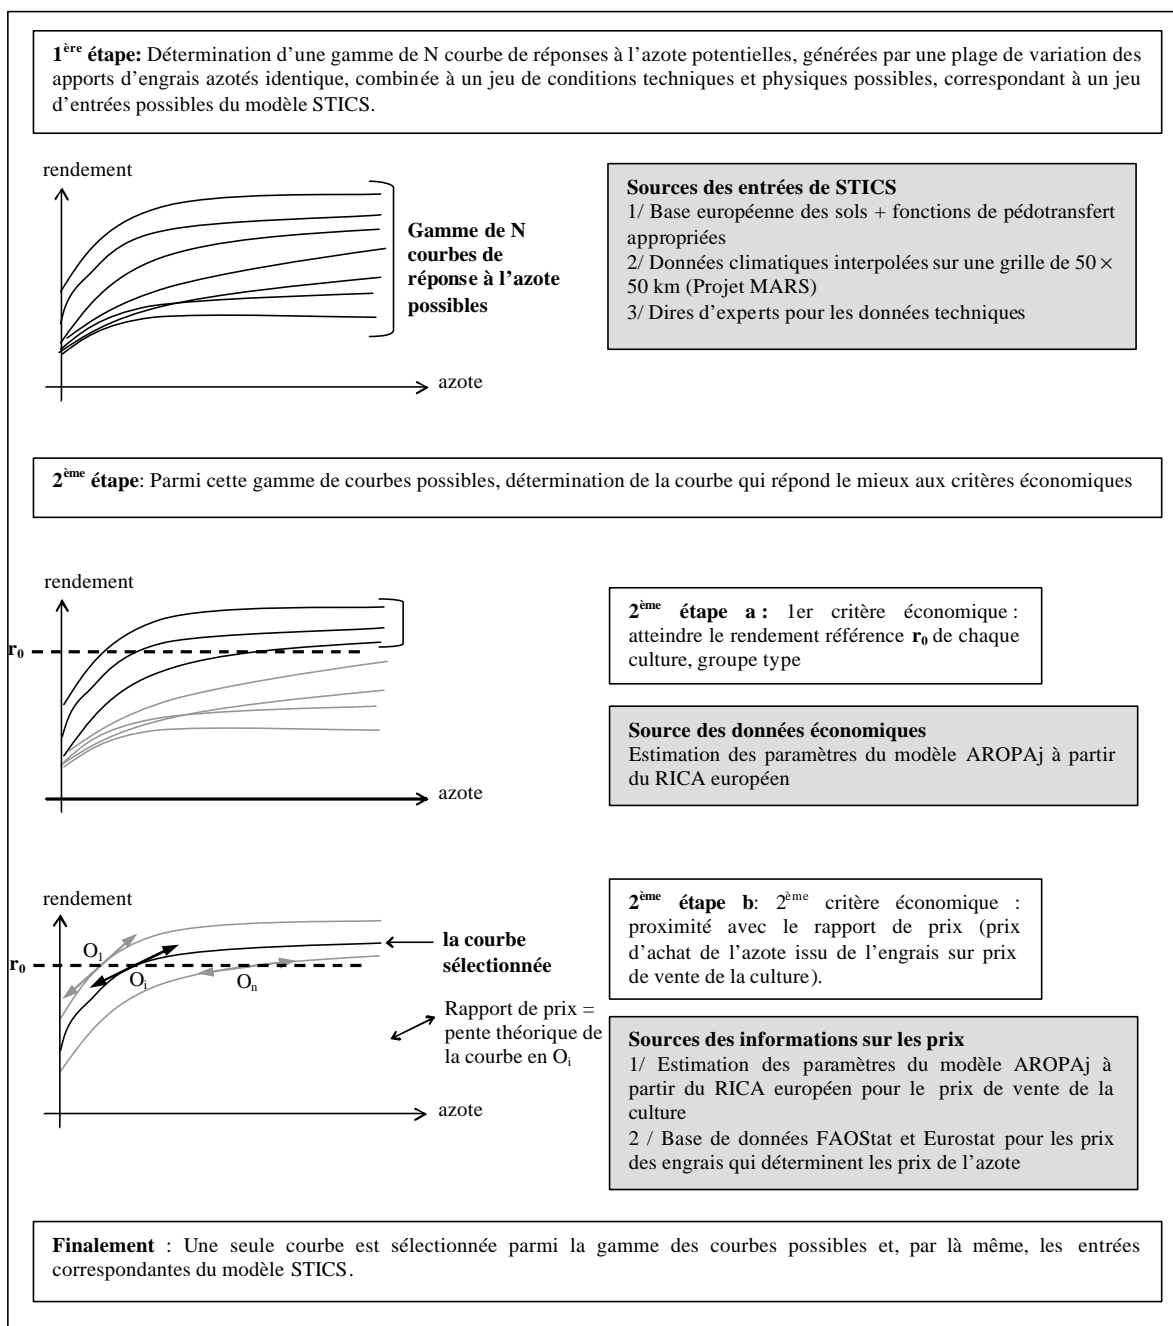 1ère étape: Détermination d'une gamme de N courbe de réponses à l'azote potentielles, générées par une plage de variation des
apports d'engrais azotés identique, combinée à un jeu de conditions techniques et physiques possibles, correspondant à un jeu
d'entrées possibles du modèle STICS.
rendement
Gamme de N
courbes de
réponse à l'azote
possibles
azote
Sources des entrées de STICS
1/ Base européenne des sols + fonctions de pédotransfert
appropriées
2/ Données climatiques interpolées sur une grille de 50 ×
50 km (Projet MARS)
3/ Dires d'experts pour les données techniques
2ème étape: Parmi cette gamme de courbes possibles, détermination de la courbe qui répond le mieux aux critères économiques
rendement
r0
azote
2ème étape a : 1er critère économique :
atteindre le rendement référence r0 de chaque
culture, groupe type
Source des données économiques
Estimation des paramètres du modèle AROPAj à partir
du RICA européen
rendement
r0
O1
Oi
On
la courbe
sélectionnée
Rapport de prix =
pente théorique de
la courbe en Oi
azote
2ème étape b: 2ème critère économique :
proximité avec le rapport de prix (prix
d'achat de l'azote issu de l'engrais sur prix
de vente de la culture).
Sources des informations sur les prix
1/ Estimation des paramètres du modèle AROPAj à
partir du RICA européen pour le prix de vente de la
culture
2 / Base de données FAOStat et Eurostat pour les prix
des engrais qui déterminent les prix de l'azote
Finalement : Une seule courbe est sélectionnée parmi la gamme des courbes possibles et, par là même, les entrées
correspondantes du modèle STICS.